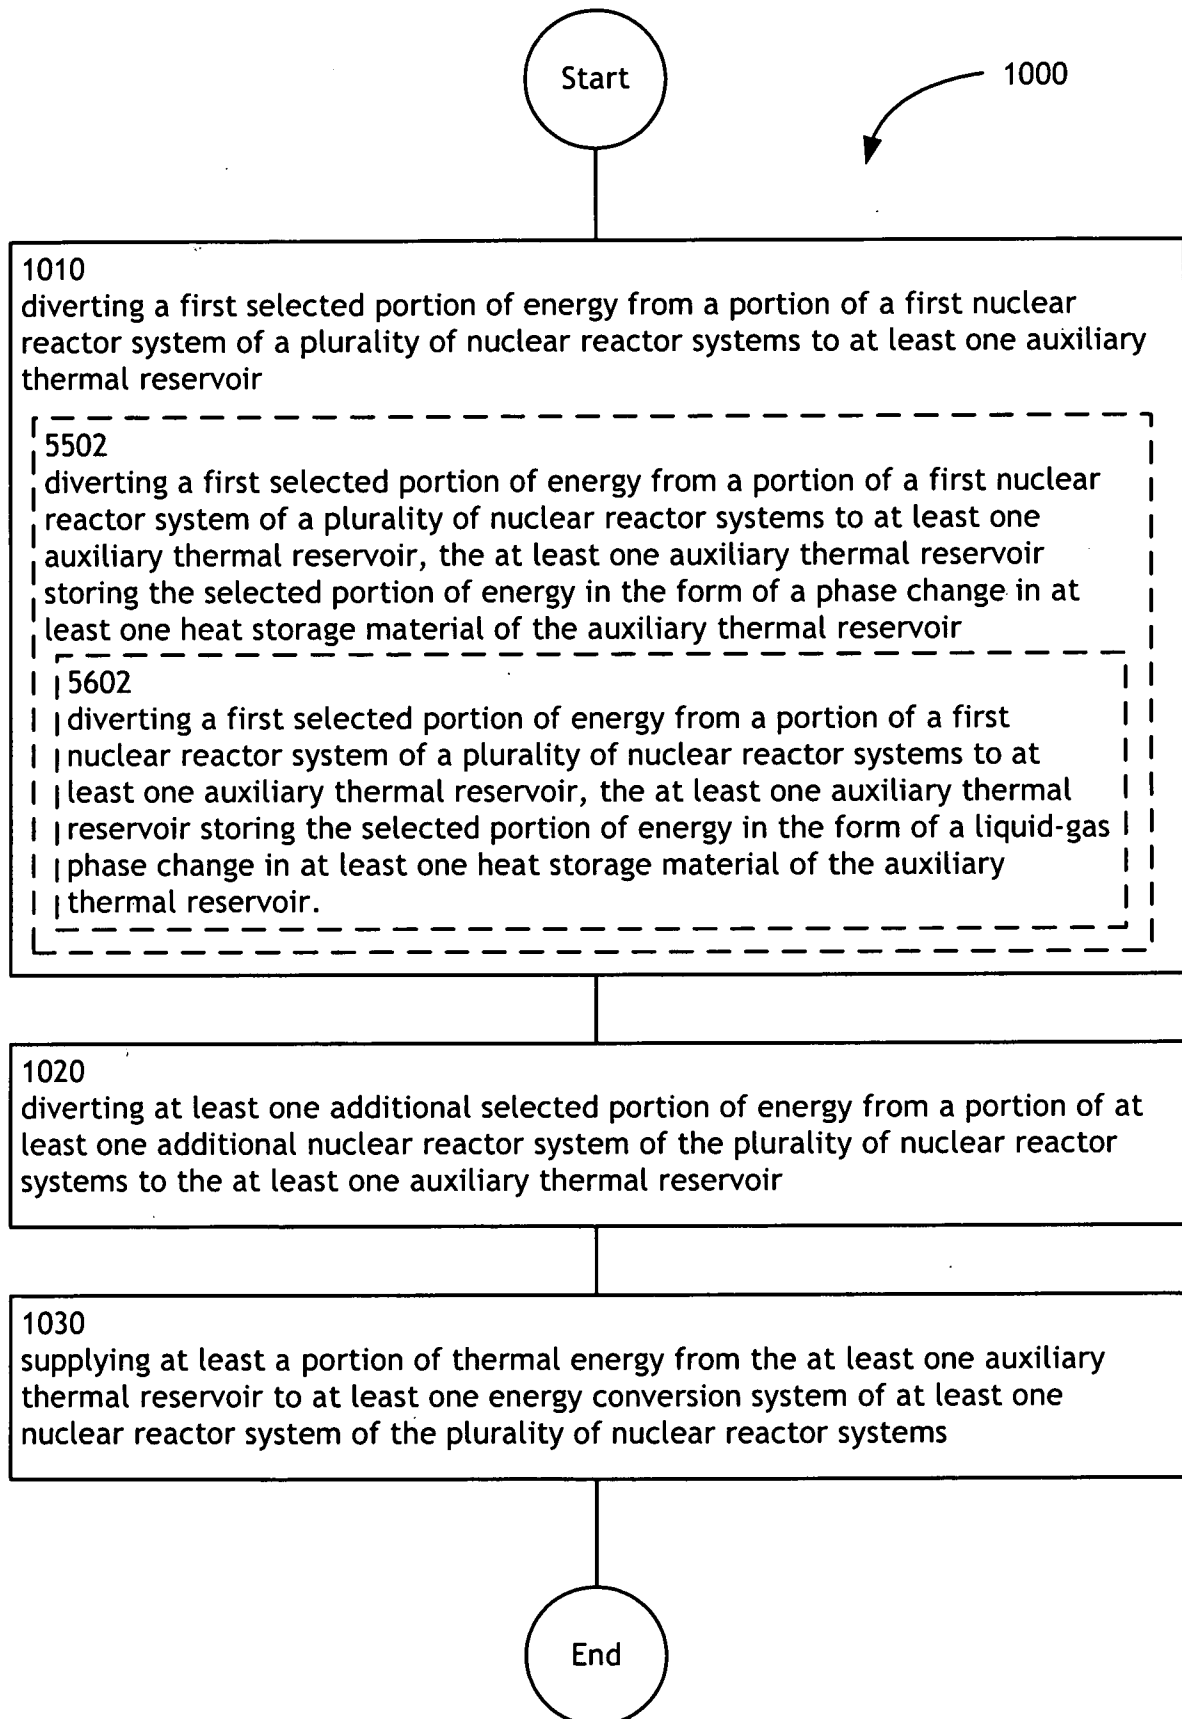 Start
1000
1010
diverting a first selected portion of energy from a portion of a first nuclear
reactor system of a plurality of nuclear reactor systems to at least one auxiliary
thermal reservoir
5502
diverting a first selected portion of energy from a portion of a first nuclear
reactor system of a plurality of nuclear reactor systems to at least one
auxiliary thermal reservoir, the at least one auxiliary thermal reservoir
storing the selected portion of energy in the form of a phase change in at
least one heat storage material of the auxiliary thermal reservoir
5602
diverting a first selected portion of energy from a portion of a first
nuclear reactor system of a plurality of nuclear reactor systems to at
least one auxiliary thermal reservoir, the at least one auxiliary thermal
reservoir storing the selected portion of energy in the form of a liquid-gas
phase change in at least one heat storage material of the auxiliary
thermal reservoir.
1020
diverting at least one additional selected portion of energy from a portion of at
least one additional nuclear reactor system of the plurality of nuclear reactor
systems to the at least one auxiliary thermal reservoir
1030
supplying at least a portion of thermal energy from the at least one auxiliary
thermal reservoir to at least one energy conversion system of at least one
nuclear reactor system of the plurality of nuclear reactor systems
End